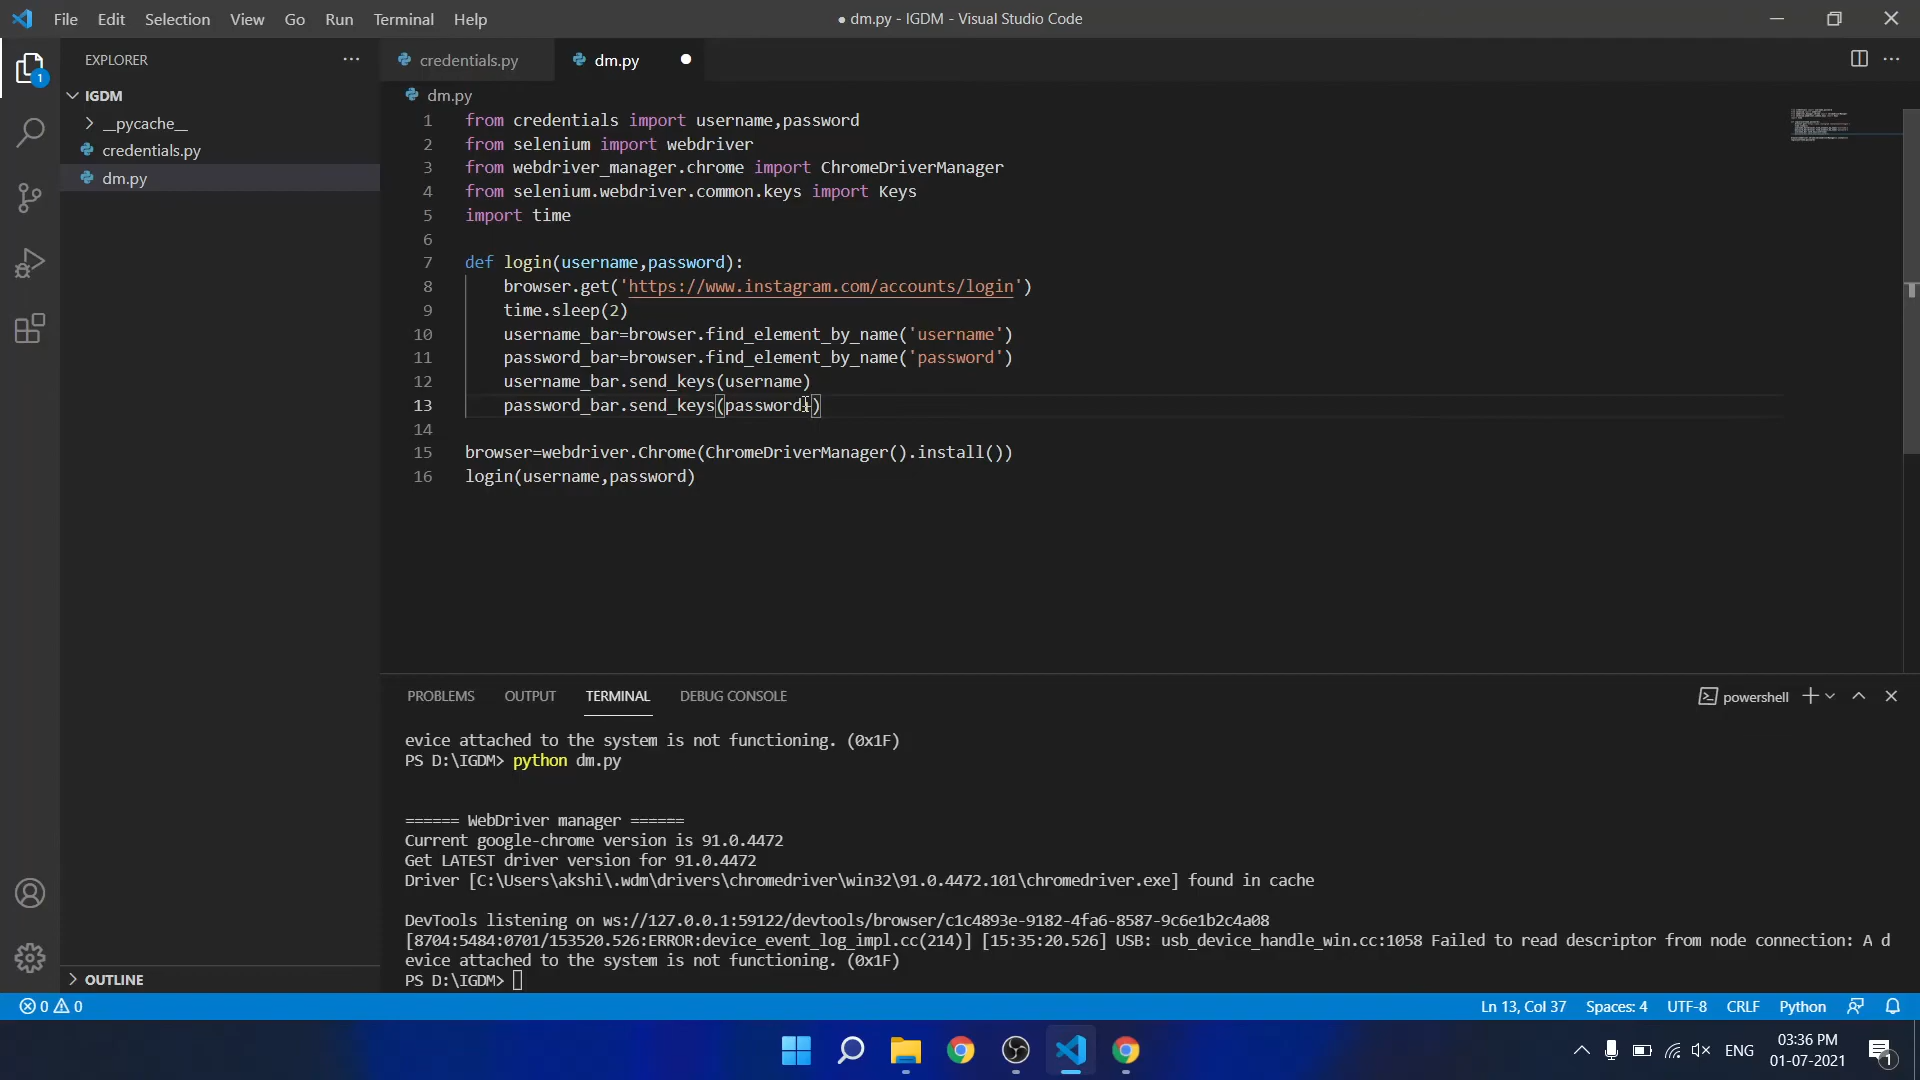 File Edit Selection View Go Run Terminal Help
● dm.py - IGDM - Visual Studio Code
EXPLORER
1
IGDM
__pycache__
credentials.py
dm.py
OUTLINE
credentials.py
dm.py
dm.py
1 from credentials import username,password
2 from selenium import webdriver
3 from webdriver_manager.chrome import ChromeDriverManager
4 from selenium.webdriver.common.keys import Keys
5 import time
6
7 def login(username,password):
8 browser.get('https://www.instagram.com/accounts/login')
9 time.sleep(2)
10 username_bar=browser.find_element_by_name('username')
11 password_bar=browser.find_element_by_name('password')
12 username_bar.send_keys(username)
13 password_bar.send_keys(password+)
14
15 browser=webdriver.Chrome(ChromeDriverManager().install())
16 login(username,password)
PROBLEMS OUTPUT TERMINAL DEBUG CONSOLE
powershell
evice attached to the system is not functioning. (0x1F)
PS D:\IGDM> python dm.py
====== WebDriver manager ======
Current google-chrome version is 91.0.4472
Get LATEST driver version for 91.0.4472
Driver [C:\Users\akshi\.wdm\drivers\chromedriver\win32\91.0.4472.101\chromedriver.exe] found in cache
DevTools listening on ws://127.0.0.1:59122/devtools/browser/c1c4893e-9182-4fa6-8587-9c6e1b2c4a08
[8704:5484:0701/153520.526:ERROR:device_event_log_impl.cc(214)] [15:35:20.526] USB: usb_device_handle_win.cc:1058 Failed to read descriptor from node connection: A d
evice attached to the system is not functioning. (0x1F)
PS D:\IGDM>
0 0
Ln 13, Col 37 Spaces: 4 UTF-8 CRLF Python
ENG
03:36 PM
01-07-2021
1